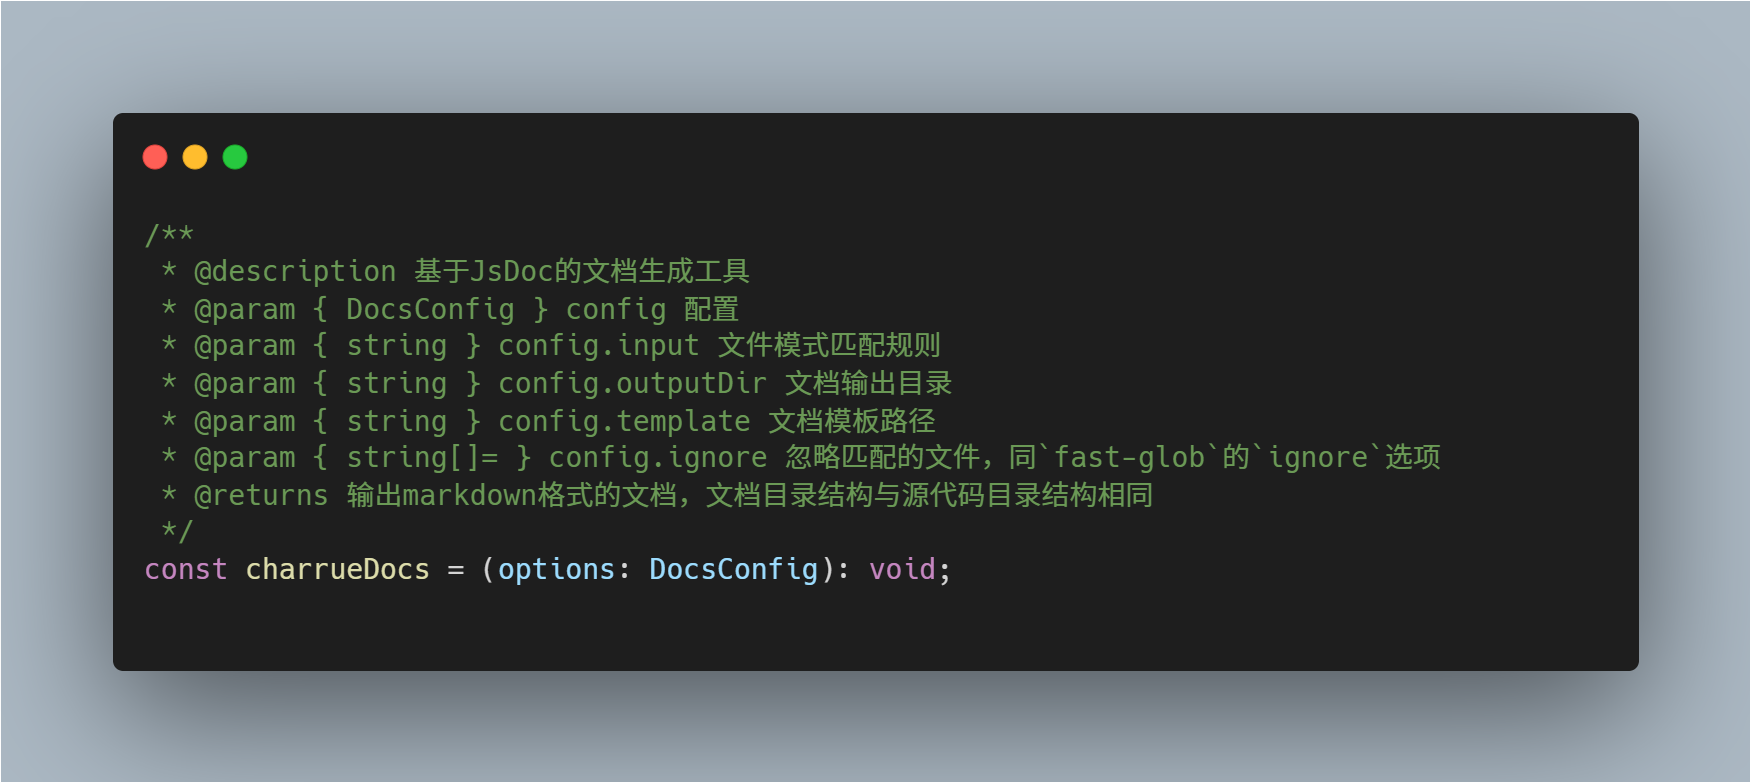 /**
 * @description 基于JsDoc的文档生成工具
 * @param { DocsConfig } config 配置
 * @param { string } config.input 文件模式匹配规则
 * @param { string } config.outputDir 文档输出目录
 * @param { string } config.template 文档模板路径
 * @param { string[]= } config.ignore 忽略匹配的文件，同`fast-glob`的`ignore`选项
 * @returns 输出markdown格式的文档，文档目录结构与源代码目录结构相同
 */
const charrueDocs = (options: DocsConfig): void;